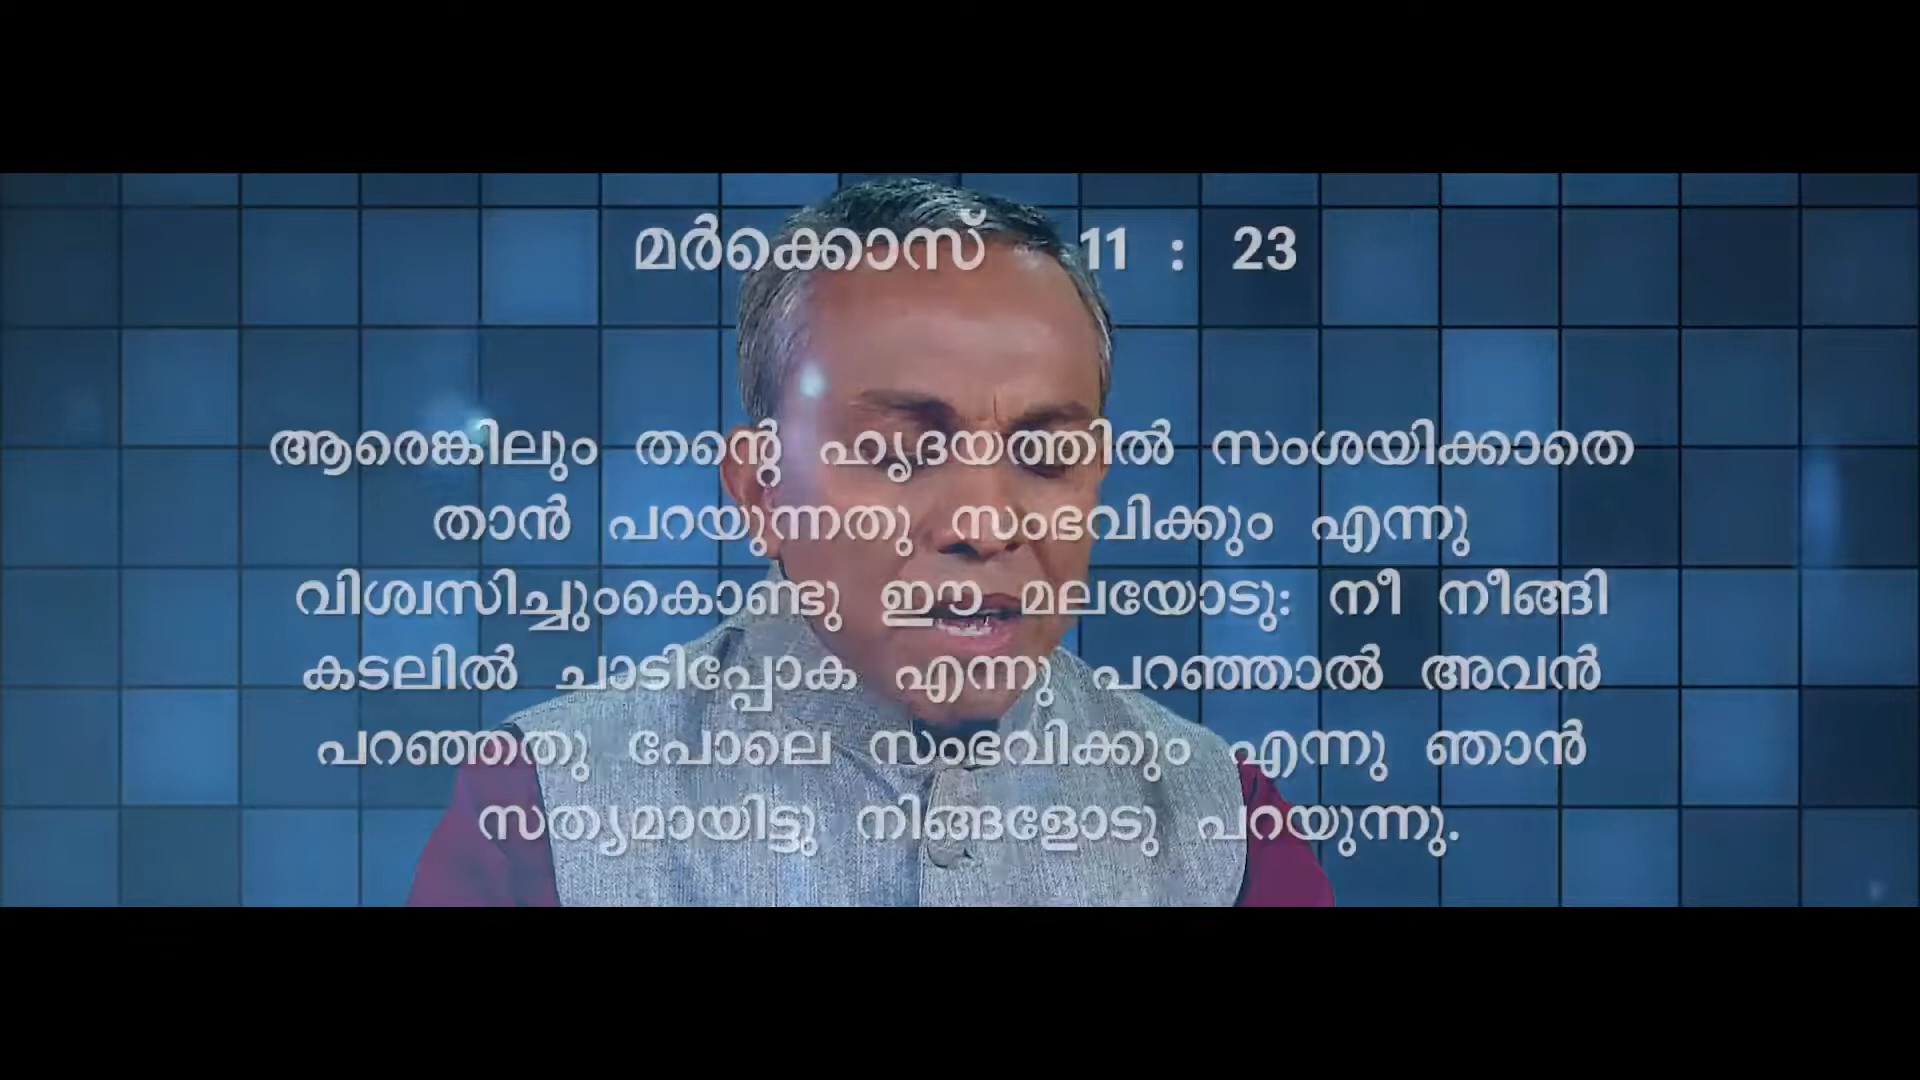 മർക്കൊസ് 11 : 23
ആരെങ്കിലും തന്റെ ഹൃദയത്തിൽ സംശയിക്കാതെ
താൻ പറയുന്നതു സംഭവിക്കും എന്നു
വിശ്വസിച്ചുംകൊണ്ടു ഈ മലയോടു: നീ നീങ്ങി
കടലിൽ ചാടിപ്പോക എന്നു പറഞ്ഞാൽ അവൻ
പറഞ്ഞതു പോലെ സംഭവിക്കും എന്നു ഞാൻ
സത്യമായിട്ടു നിങ്ങളോടു പറയുന്നു.